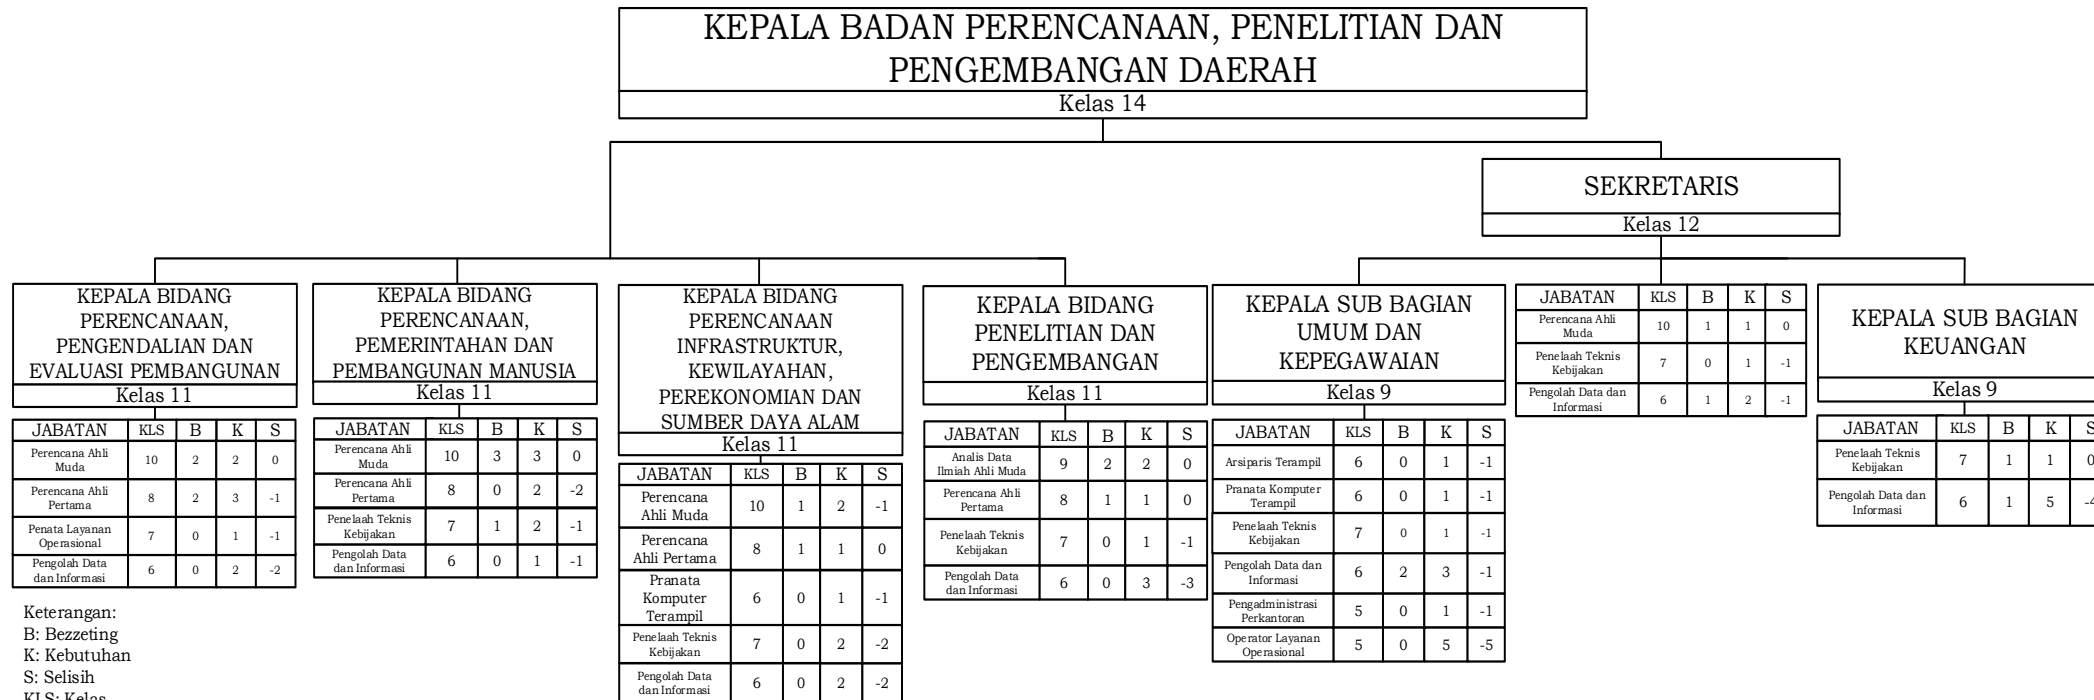 KEPALA BADAN PERENCANAAN, PENELITIAN DAN
PENGEMBANGAN DAERAH
Kelas 14
SEKRETARIS
Kelas 12
KEPALA BIDANG
PERENCANAAN,
PENGENDALIAN DAN
EVALUASI PEMBANGUNAN
Kelas 11
JABATAN KLS B K S
Perencana Ahli
Muda 10 2 2 0
Perencana Ahli
Pertama 8 2 3 -1
Penata Layanan
Operasional 7 0 1 -1
Pengolah Data
dan Informasi 6 0 2 -2
KEPALA BIDANG
PERENCANAAN,
PEMERINTAHAN DAN
PEMBANGUNAN MANUSIA
Kelas 11
JABATAN KLS B K S
Perencana Ahli
Muda 10 3 3 0
Perencana Ahli
Pertama 8 0 2 -2
Penelaah Teknis
Kebijakan 7 1 2 -1
Pengolah Data
dan Informasi 6 0 1 -1
KEPALA BIDANG
PERENCANAAN
INFRASTRUKTUR,
KEWILAYAHAN,
PEREKONOMIAN DAN
SUMBER DAYA ALAM
Kelas 11
JABATAN KLS B K S
Perencana
Ahli Muda 10 1 2 -1
Perencana
Ahli Pertama 8 1 1 0
Pranata
Komputer
Terampil 6 0 1 -1
Penelaah Teknis
Kebijakan 7 0 2 -2
Pengolah Data
dan Informasi 6 0 2 -2
KEPALA BIDANG
PENELITIAN DAN
PENGEMBANGAN
Kelas 11
JABATAN KLS B K S
Analis Data
Ilmiah Ahli Muda 9 2 2 0
Perencana Ahli
Pertama 8 1 1 0
Penelaah Teknis
Kebijakan 7 0 1 -1
Pengolah Data
dan Informasi 6 0 3 -3
KEPALA SUB BAGIAN
UMUM DAN
KEPEGAWAIAN
Kelas 9
JABATAN KLS B K S
Arsiparis Terampil 6 0 1 -1
Pranata Komputer
Terampil 6 0 1 -1
Penelaah Teknis
Kebijakan 7 0 1 -1
Pengolah Data dan
Informasi 6 2 3 -1
Pengadministrasi
Perkantoran 5 0 1 -1
Operator Layanan
Operasional 5 0 5 -5
JABATAN KLS B K S
Perencana Ahli
Muda 10 1 1 0
Penelaah Teknis
Kebijakan 7 0 1 -1
Pengolah Data dan
Informasi 6 1 2 -1
KEPALA SUB BAGIAN
KEUANGAN
Kelas 9
JABATAN KLS B K S
Penelaah Teknis
Kebijakan 7 1 1 0
Pengolah Data dan
Informasi 6 1 5 -4
Keterangan:
B: Bezzeting
K: Kebutuhan
S: Selisih
KLS: Kelas